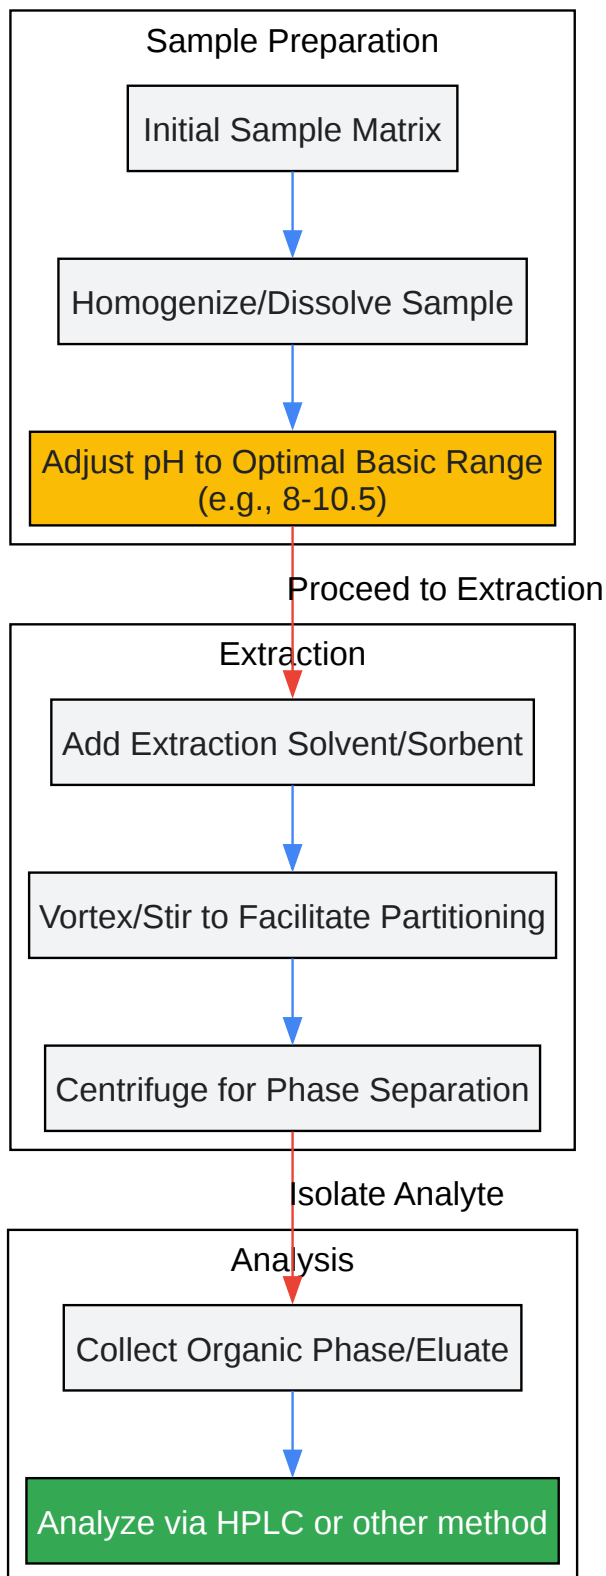 Sample Preparation
Initial Sample Matrix
Homogenize/Dissolve Sample
Adjust pH to Optimal Basic Range
(e.g., 8-10.5)
Proceed to Extraction
Extraction
Add Extraction Solvent/Sorbent
Vortex/Stir to Facilitate Partitioning
Centrifuge for Phase Separation
Isolate Analyte
Analysis
Collect Organic Phase/Eluate
Analyze via HPLC or other method